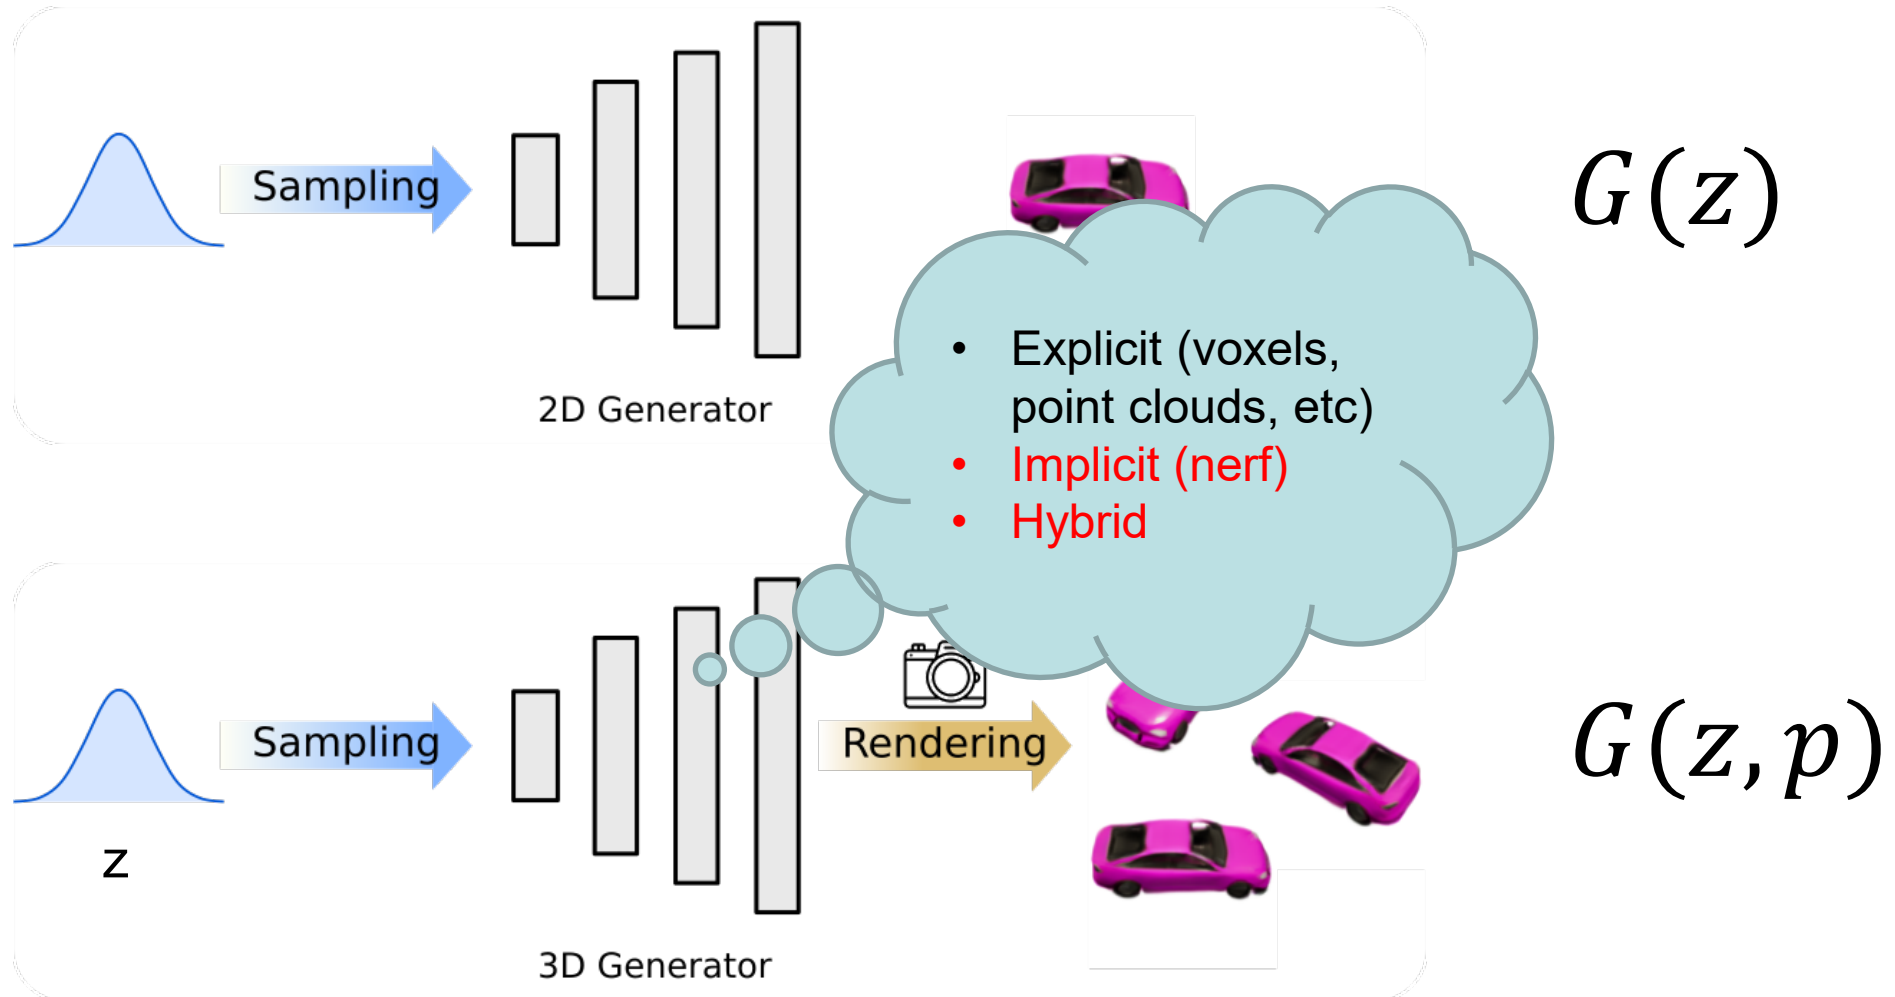 Sampling
G(z)
2D Generator
• Explicit (voxels,
point clouds, etc)
• Implicit (nerf)
• Hybrid
Sampling
Rendering
G(z, p)
z
3D Generator